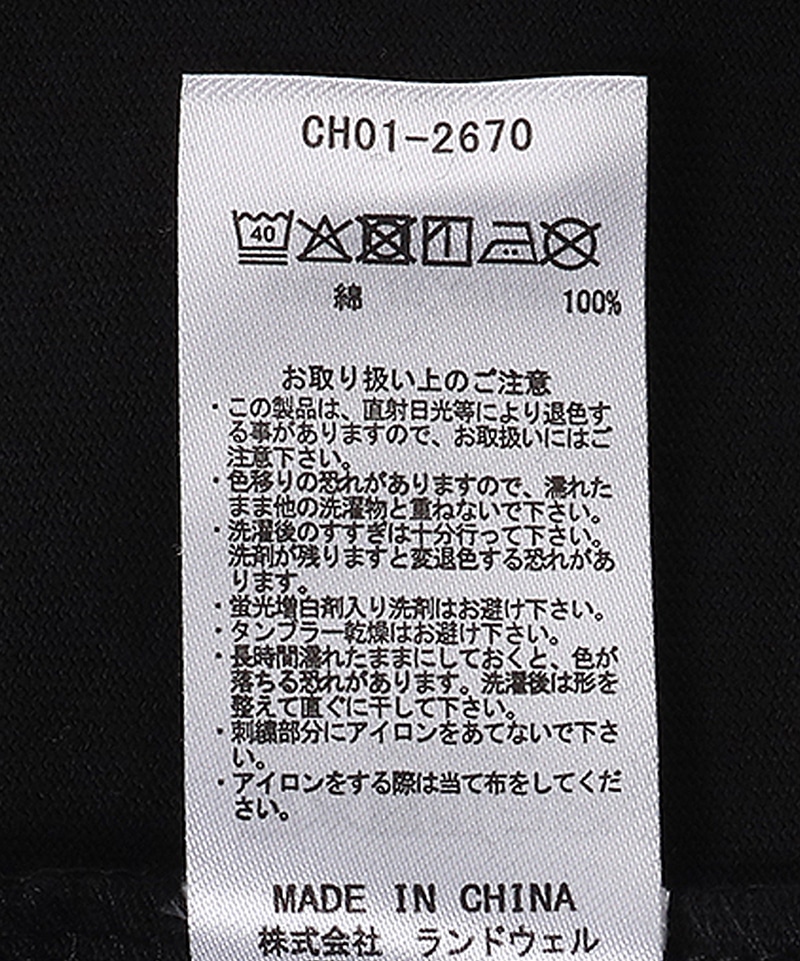 CH01-2670
40
綿 100%
お取り扱い上のご注意
・この製品は、直射日光等により退色す
る事がありますので、お取扱いにはご
注意下さい。
・色移りの恐れがありますので、濡れた
まま他の洗濯物と重ねないで下さい。
・洗濯後のすすぎは十分行って下さい。
洗剤が残りますと変退色する恐れがあ
ります。
・蛍光増白剤入り洗剤はお避け下さい。
・タンブラー乾燥はお避け下さい。
・長時間濡れたままにしておくと、色が
落ちる恐れがあります。洗濯後は形を
整えて直ぐに干して下さい。
・刺繍部分にアイロンをあてないで下さ
い。
・アイロンをする際は当て布をしてくだ
さい。
MADE IN CHINA
株式会社 ランドウェル